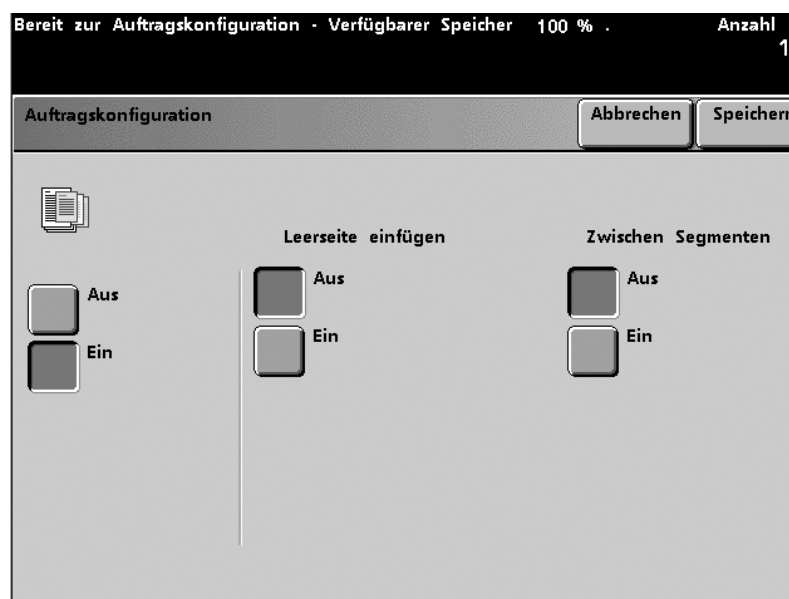 Bereit zur Auftragskonfiguration - Verfügbarer Speicher 100 % . Anzahl
1
Auftragskonfiguration Abbrechen Speichern
Leerseite einfügen Zwischen Segmenten
Aus Aus Aus
Ein Ein Ein